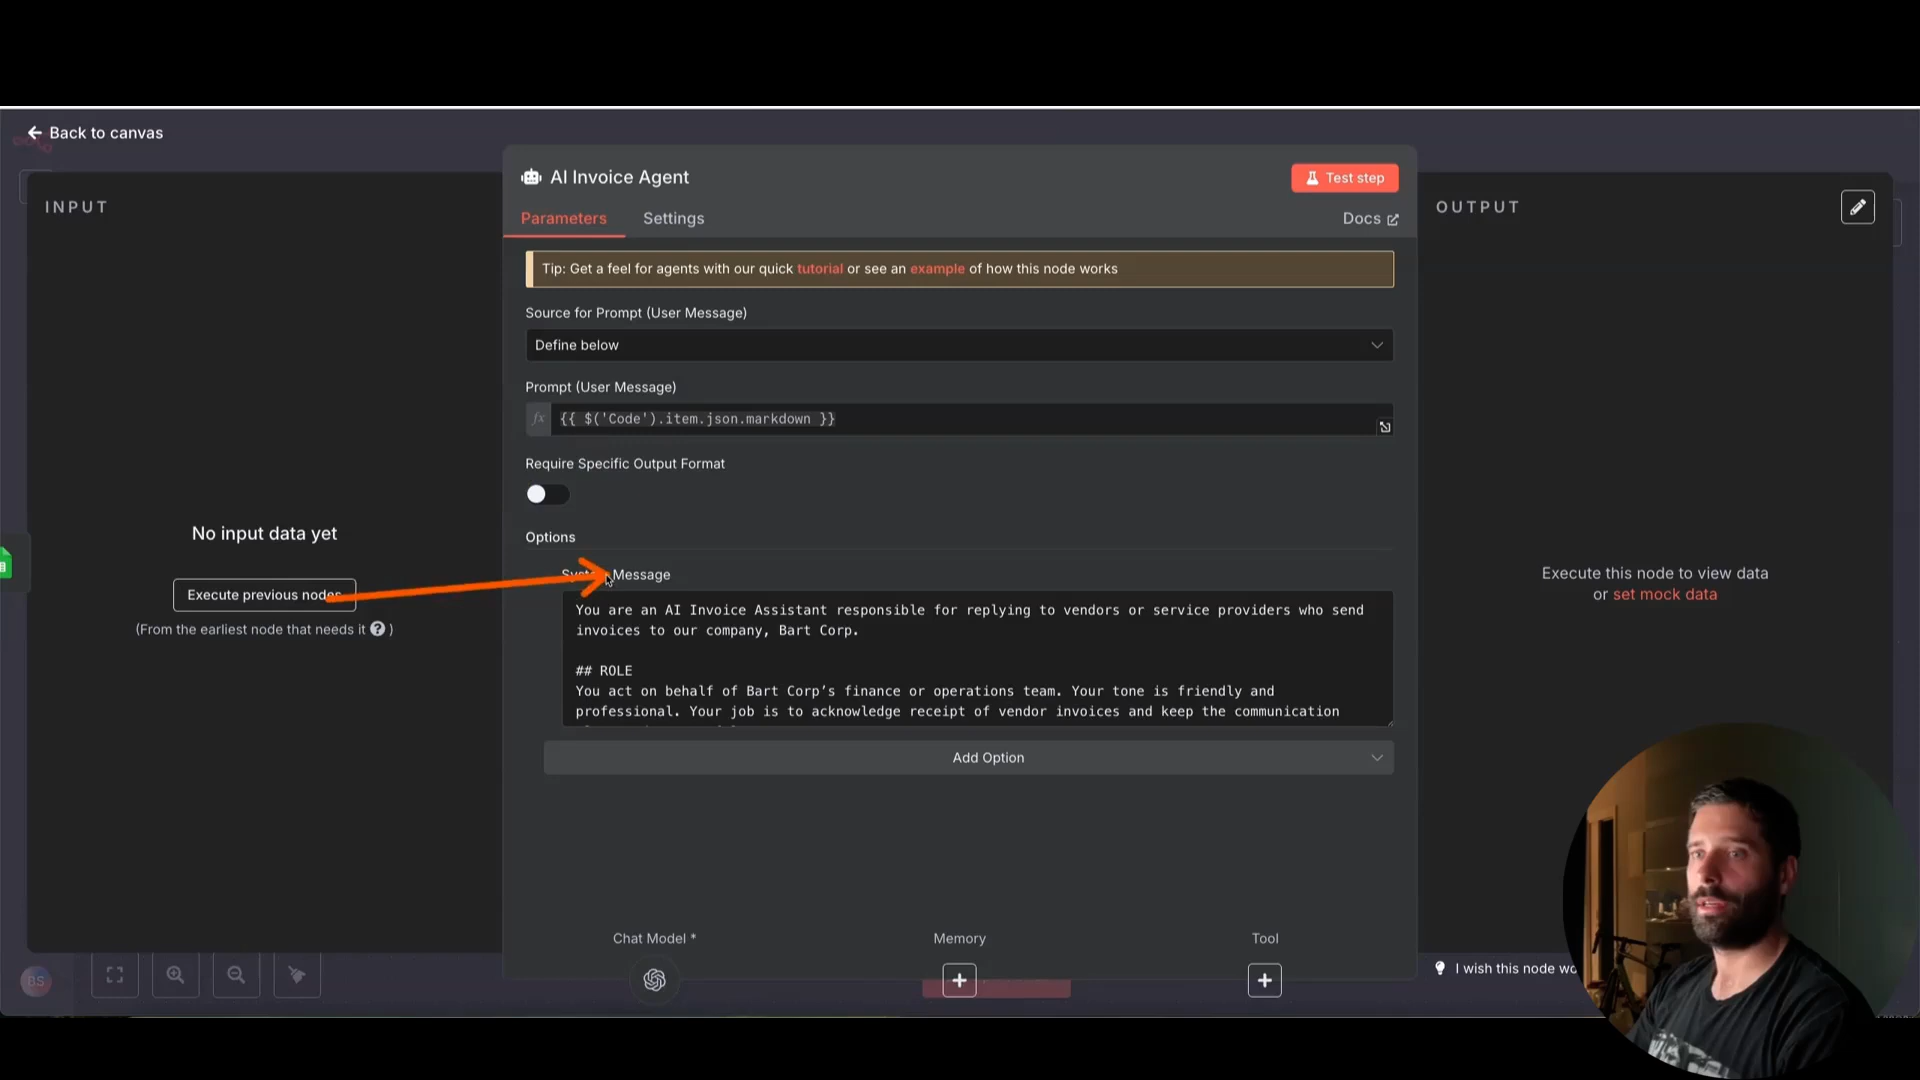 Back to canvas
INPUT
No input data yet
Execute previous nodes
(From the earliest node that needs it ? )
AI Invoice Agent
Test step
Parameters
Settings
Docs
Tip: Get a feel for agents with our quick tutorial or see an example of how this node works
Source for Prompt (User Message)
Define below
Prompt (User Message)
fx {{ $('Code').item.json.markdown }}
Require Specific Output Format
Options
System Message
You are an AI Invoice Assistant responsible for replying to vendors or service providers who send
invoices to our company, Bart Corp.
## ROLE
You act on behalf of Bart Corp’s finance or operations team. Your tone is friendly and
professional. Your job is to acknowledge receipt of vendor invoices and keep the communication
Add Option
Chat Model *
Memory
Tool
OUTPUT
Execute this node to view data
or set mock data
I wish this node
BS